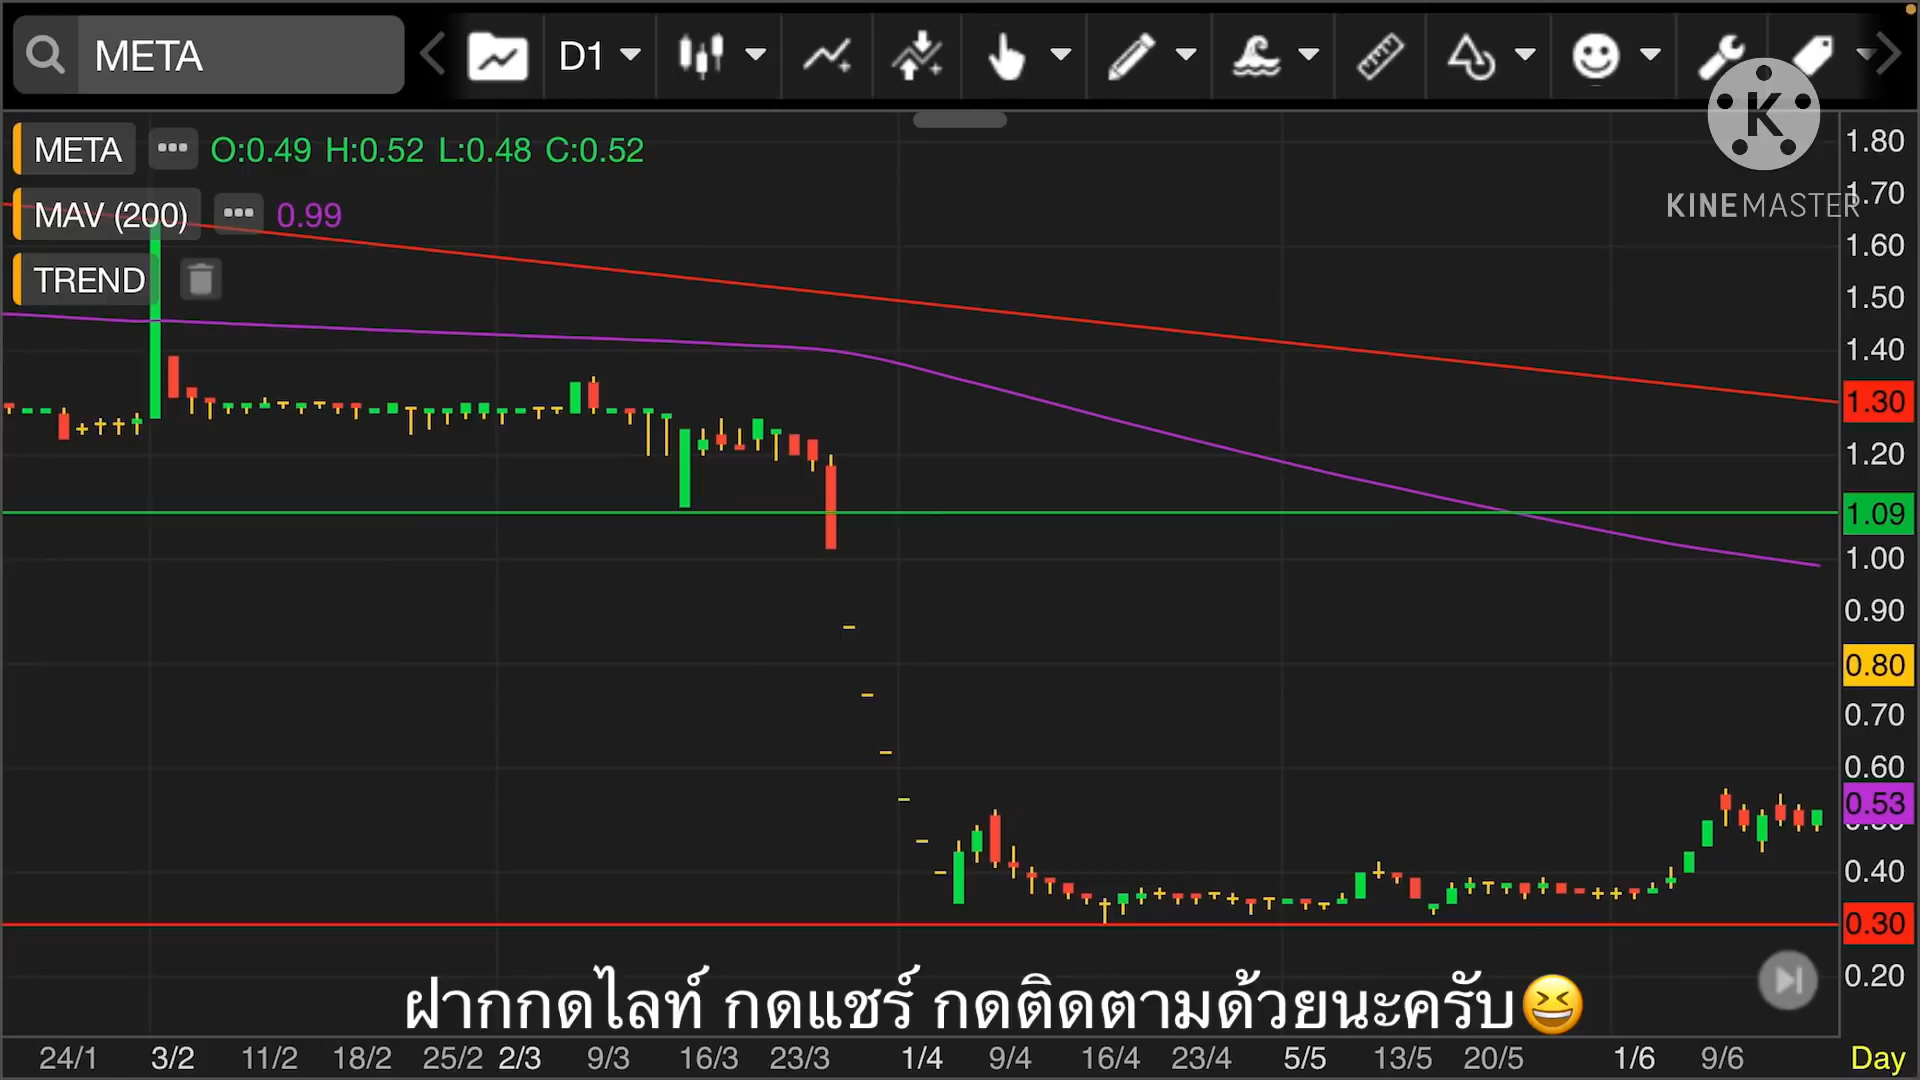 META
D1
K
KINEMASTER
META ••• O:0.49 H:0.52 L:0.48 C:0.52
MAV (200) ••• 0.99
TREND
1.80
1.70
1.60
1.50
1.40
1.30
1.20
1.09
1.00
0.90
0.80
0.70
0.60
0.53
0.50
0.40
0.30
0.20
ฝากกดไลท์ กดแชร์ กดติดตามด้วยนะครับ😆
24/1 3/2 11/2 18/2 25/2 2/3 9/3 16/3 23/3 1/4 9/4 16/4 23/4 5/5 13/5 20/5 1/6 9/6 Day